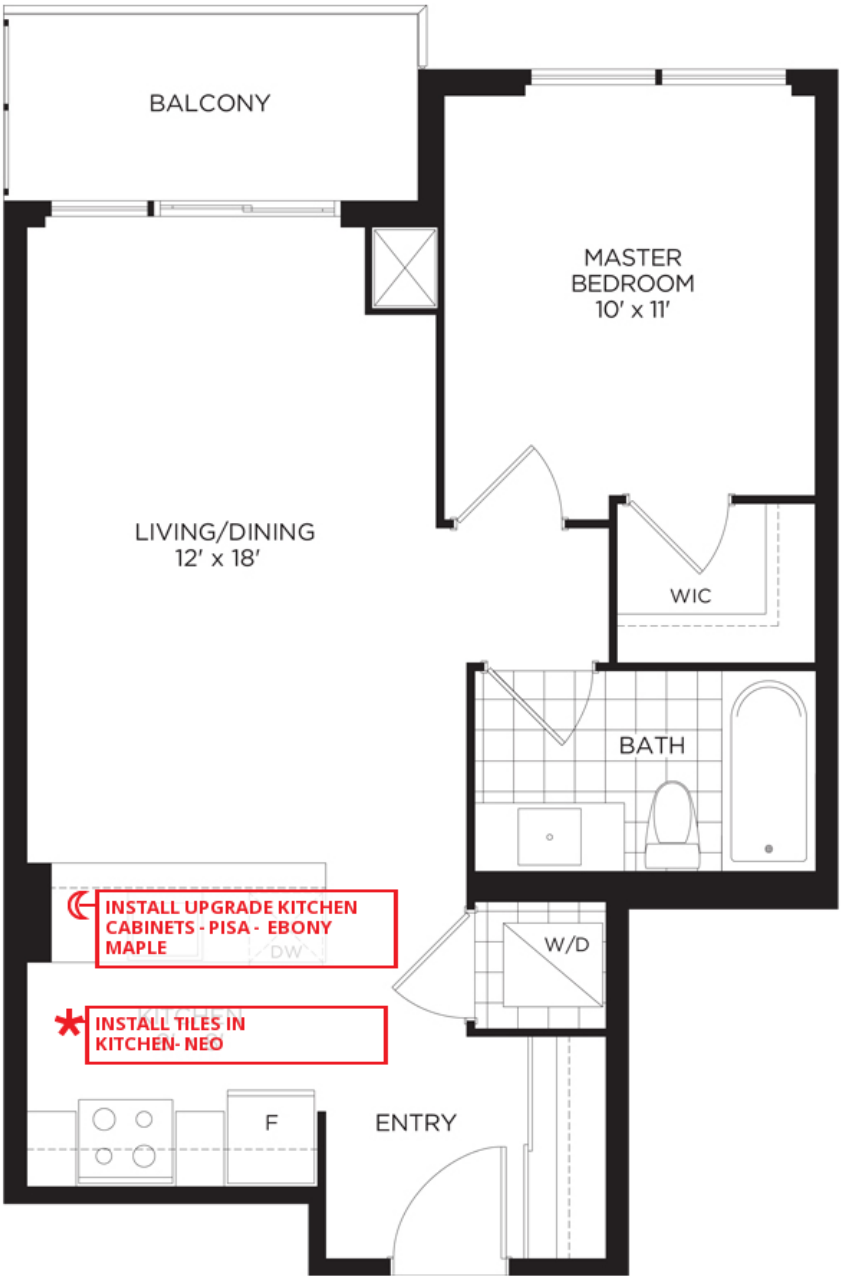 BALCONY
MASTER
BEDROOM
10' x 11'
LIVING/DINING
12' x 18'
WIC
BATH
INSTALL UPGRADE KITCHEN
CABINETS - PISA - EBONY
MAPLE
DW
W/D
KITCHEN
INSTALL TILES IN
KITCHEN- NEO
F
ENTRY